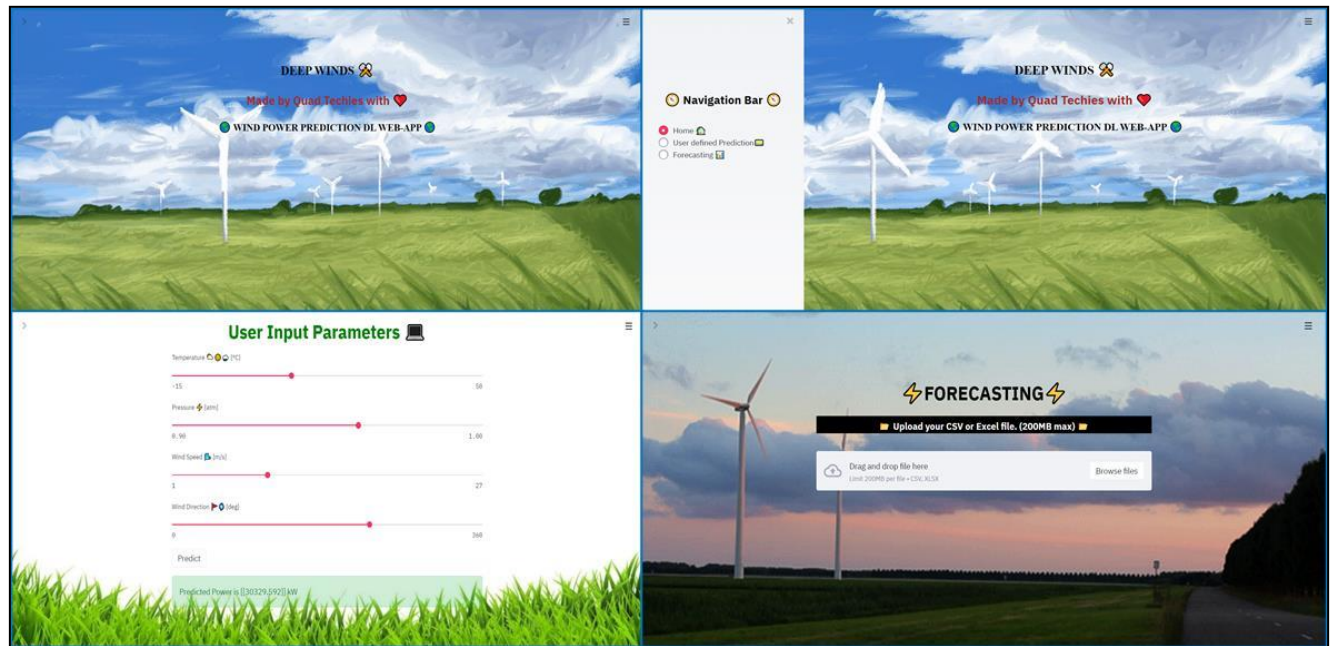 DEEP WINDS
Made by Quad Techies with
WIND POWER PREDICTION DL WEB-APP
Navigation Bar
Home
User defined Prediction
Forecasting
DEEP WINDS
Made by Quad Techies with
WIND POWER PREDICTION DL WEB-APP
User Input Parameters
Temperature [°C]
-15 50
Pressure [atm]
0.90 1.00
Wind Speed [m/s]
1 27
Wind Direction [deg]
0 360
Predict
Predicted Power is [[30329.592]] kW
⚡FORECASTING⚡
Upload your CSV or Excel file. (200MB max)
Drag and drop file here
Limit 200MB per file • CSV, XLSX
Browse files